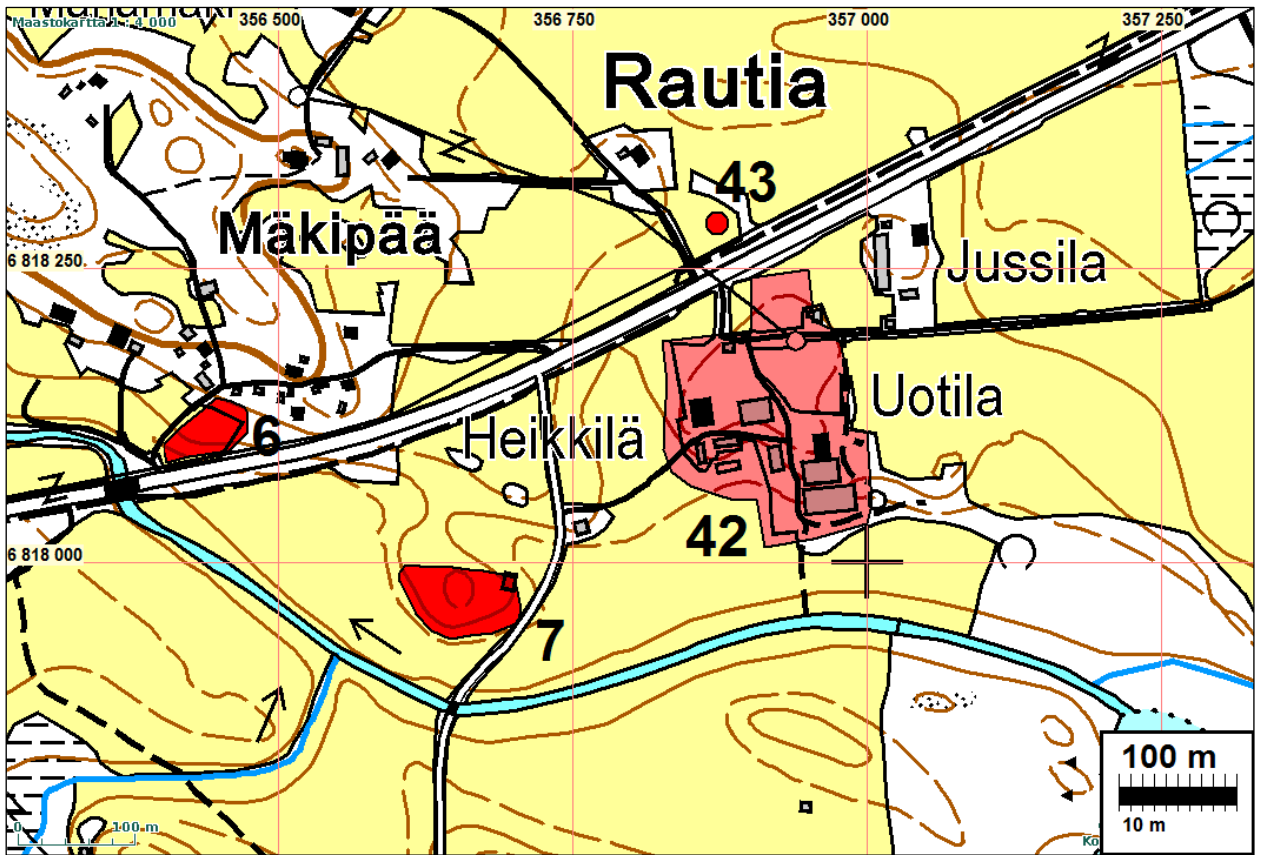 Maastokartta 1 : 4 000
356 500
356 750
357 000
357 250
Rautia
43
Mäkipää
6 818 250
Jussila
Uotila
6
Heikkilä
42
6 818 000
7
100 m
10 m
0 100 m